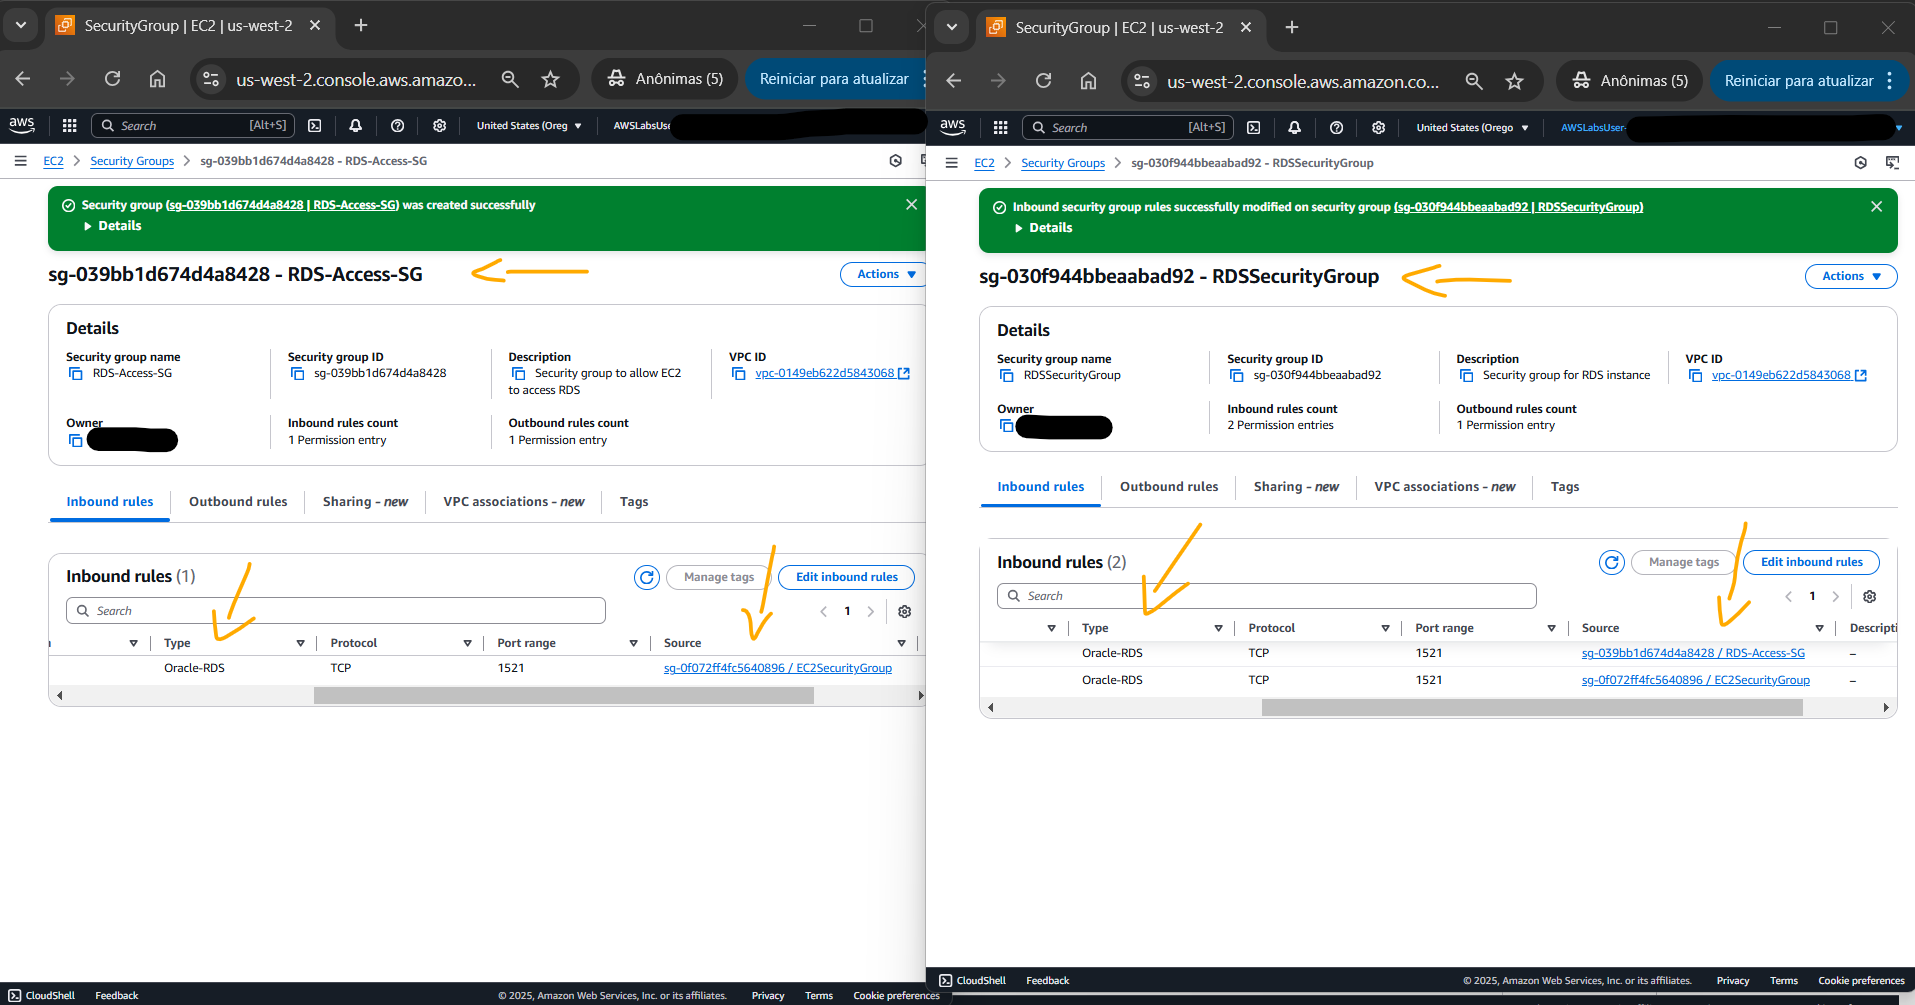 SecurityGroup | EC2 | us-west-2
us-west-2.console.aws.amazo...
Anônimas (5)
Reiniciar para atualizar
aws
Search
[Alt+S]
United States (Oreg
AWSLabsUse
EC2
Security Groups
sg-039bb1d674d4a8428 - RDS-Access-SG
Security group (sg-039bb1d674d4a8428 | RDS-Access-SG) was created successfully
Details
sg-039bb1d674d4a8428 - RDS-Access-SG
Actions
Details
Security group name
RDS-Access-SG
Security group ID
sg-039bb1d674d4a8428
Description
Security group to allow EC2
to access RDS
VPC ID
vpc-0149eb622d5843068
Owner
Inbound rules count
1 Permission entry
Outbound rules count
1 Permission entry
Inbound rules
Outbound rules
Sharing - new
VPC associations - new
Tags
Inbound rules (1)
Manage tags
Edit inbound rules
Search
1
Type
Protocol
Port range
Source
Oracle-RDS
TCP
1521
sg-0f072ff4fc5640896 / EC2SecurityGroup
CloudShell
Feedback
© 2025, Amazon Web Services, Inc. or its affiliates.
Privacy
Terms
Cookie preferences
SecurityGroup | EC2 | us-west-2
us-west-2.console.aws.amazon.co...
Anônimas (5)
Reiniciar para atualizar
aws
Search
[Alt+S]
United States (Orego
AWSLabsUser-
EC2
Security Groups
sg-030f944bbeaabad92 - RDSSecurityGroup
Inbound security group rules successfully modified on security group (sg-030f944bbeaabad92 | RDSSecurityGroup)
Details
sg-030f944bbeaabad92 - RDSSecurityGroup
Actions
Details
Security group name
RDSSecurityGroup
Security group ID
sg-030f944bbeaabad92
Description
Security group for RDS instance
VPC ID
vpc-0149eb622d5843068
Owner
Inbound rules count
2 Permission entries
Outbound rules count
1 Permission entry
Inbound rules
Outbound rules
Sharing - new
VPC associations - new
Tags
Inbound rules (2)
Manage tags
Edit inbound rules
Search
1
Type
Protocol
Port range
Source
Descripti
Oracle-RDS
TCP
1521
sg-039bb1d674d4a8428 / RDS-Access-SG
–
Oracle-RDS
TCP
1521
sg-0f072ff4fc5640896 / EC2SecurityGroup
–
CloudShell
Feedback
© 2025, Amazon Web Services, Inc. or its affiliates.
Privacy
Terms
Cookie preferences